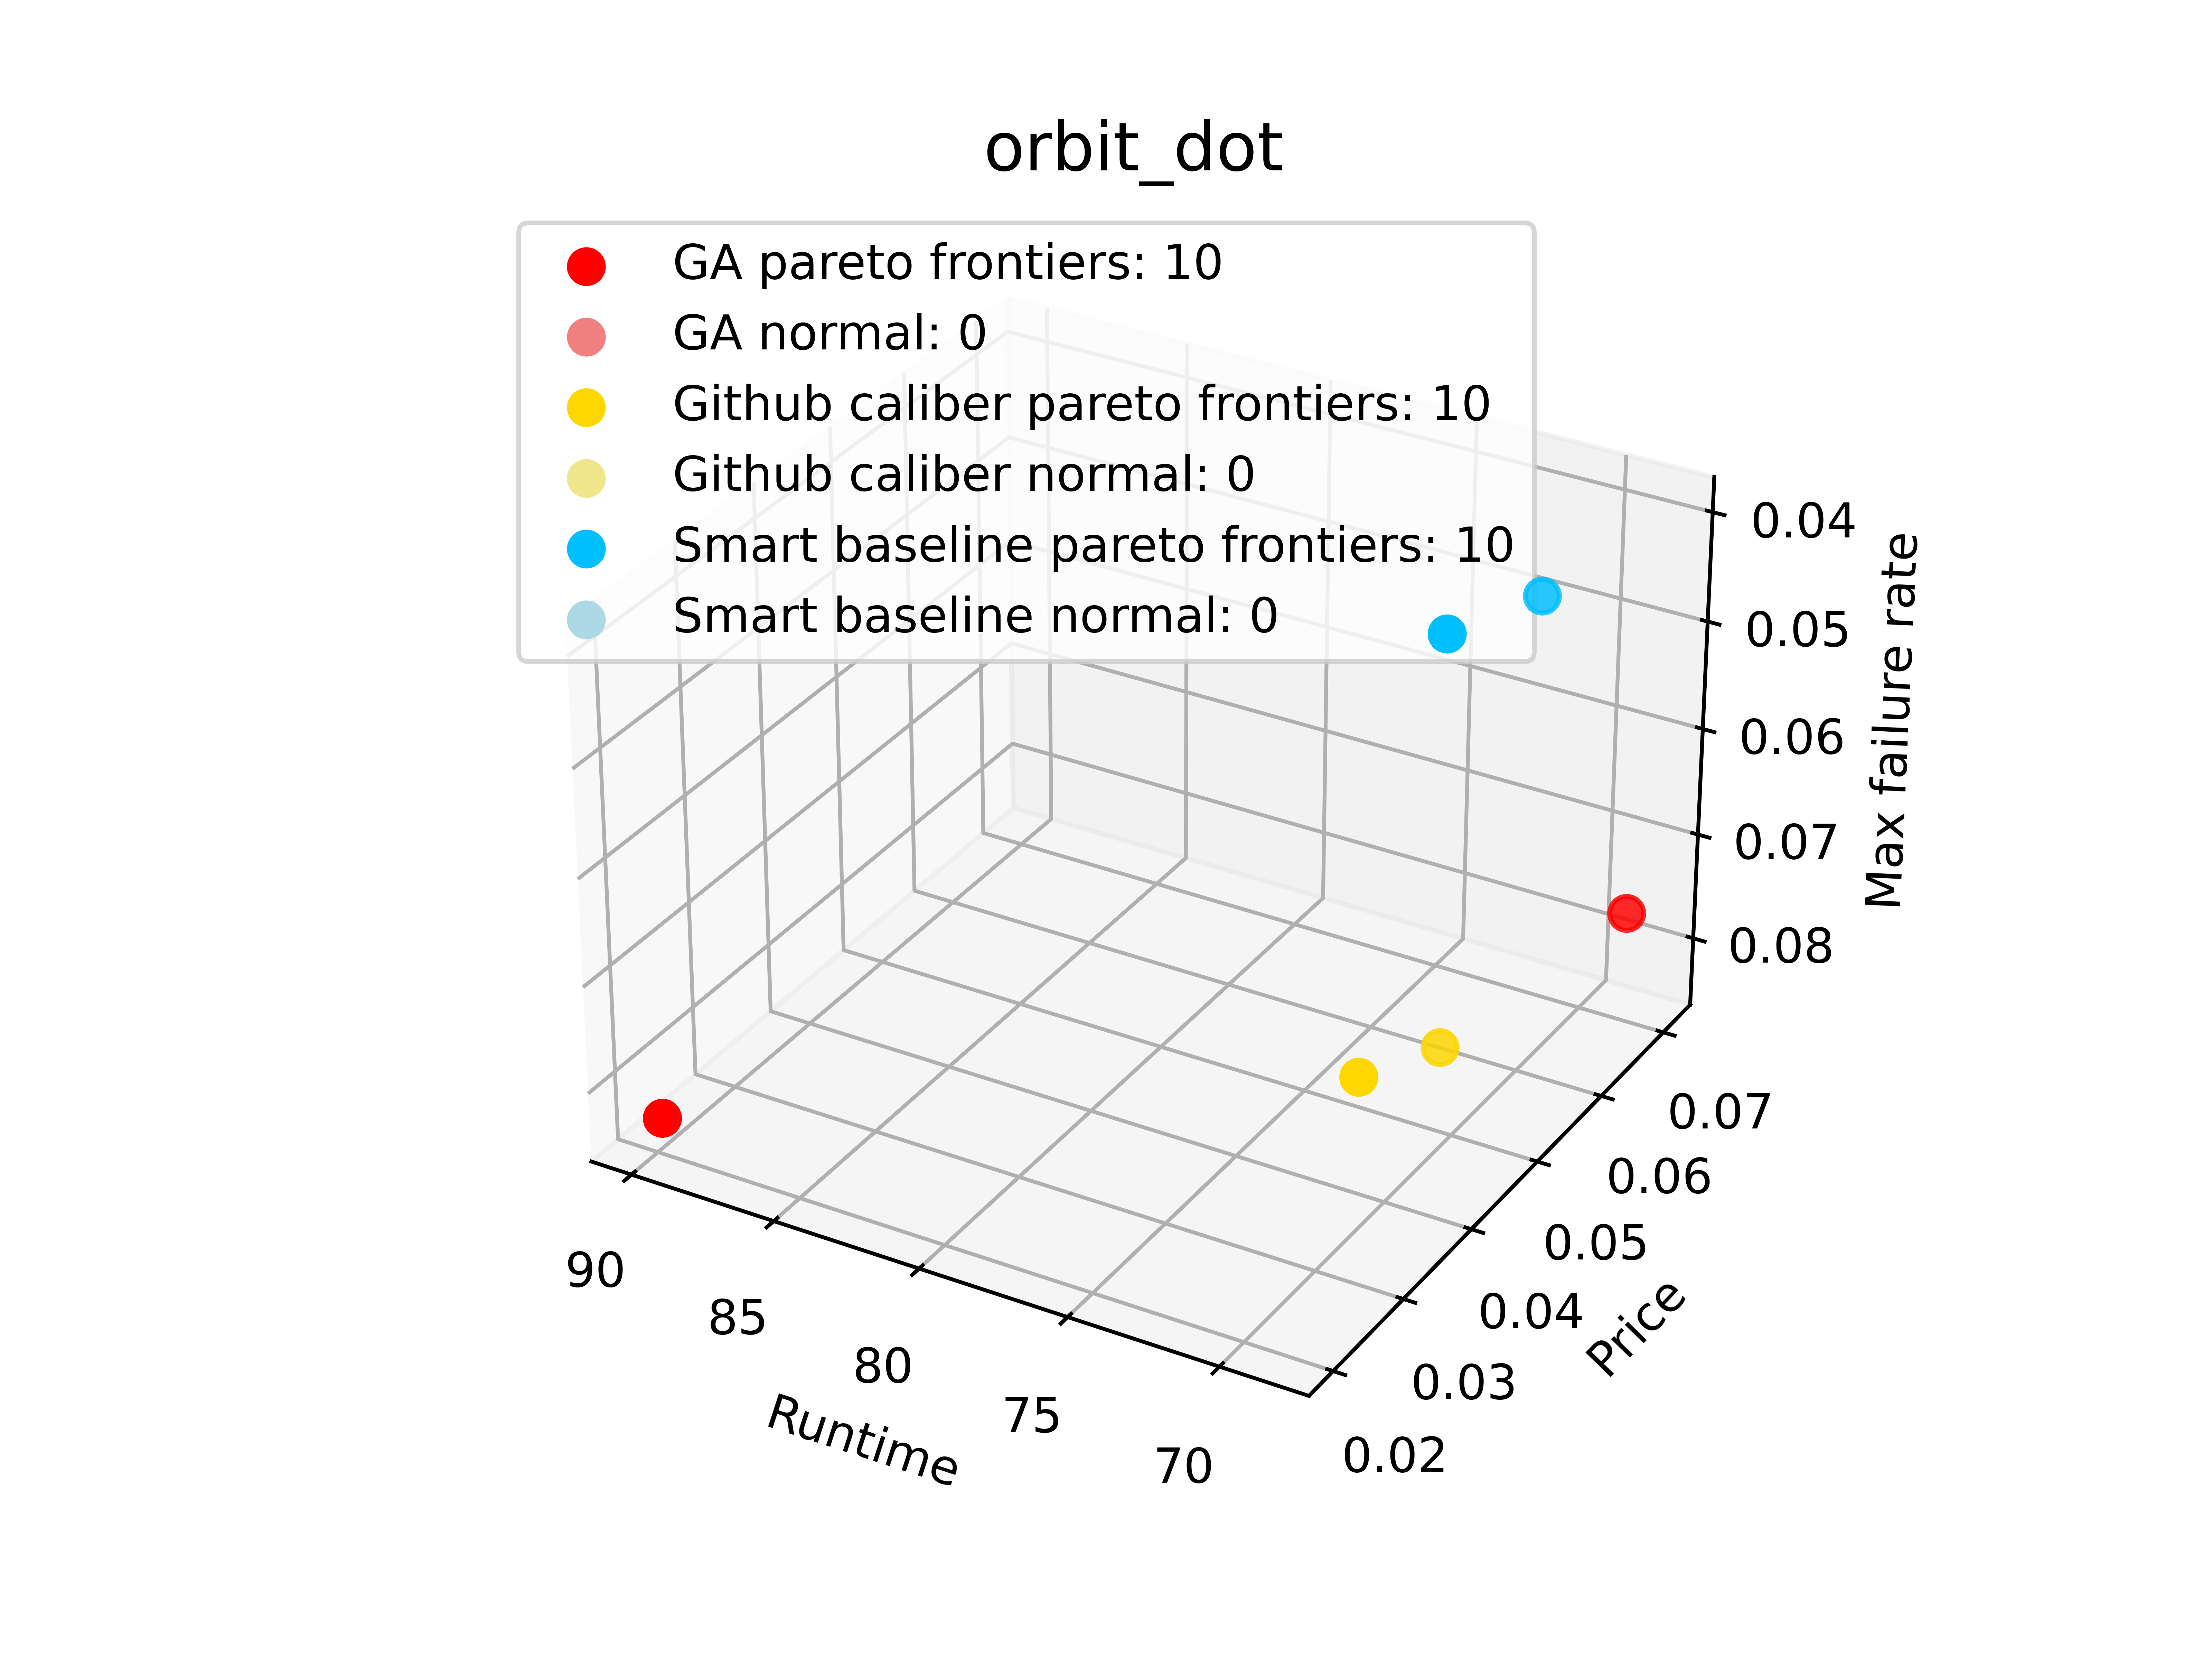 orbit_dot
GA pareto frontiers: 10
GA normal: 0
Github caliber pareto frontiers: 10
Github caliber normal: 0
Smart baseline pareto frontiers: 10
Smart baseline normal: 0
0.04
0.05
0.06
0.07
0.08
Max failure rate
0.07
0.06
0.05
0.04
0.03
0.02
Price
90
85
80
75
70
Runtime